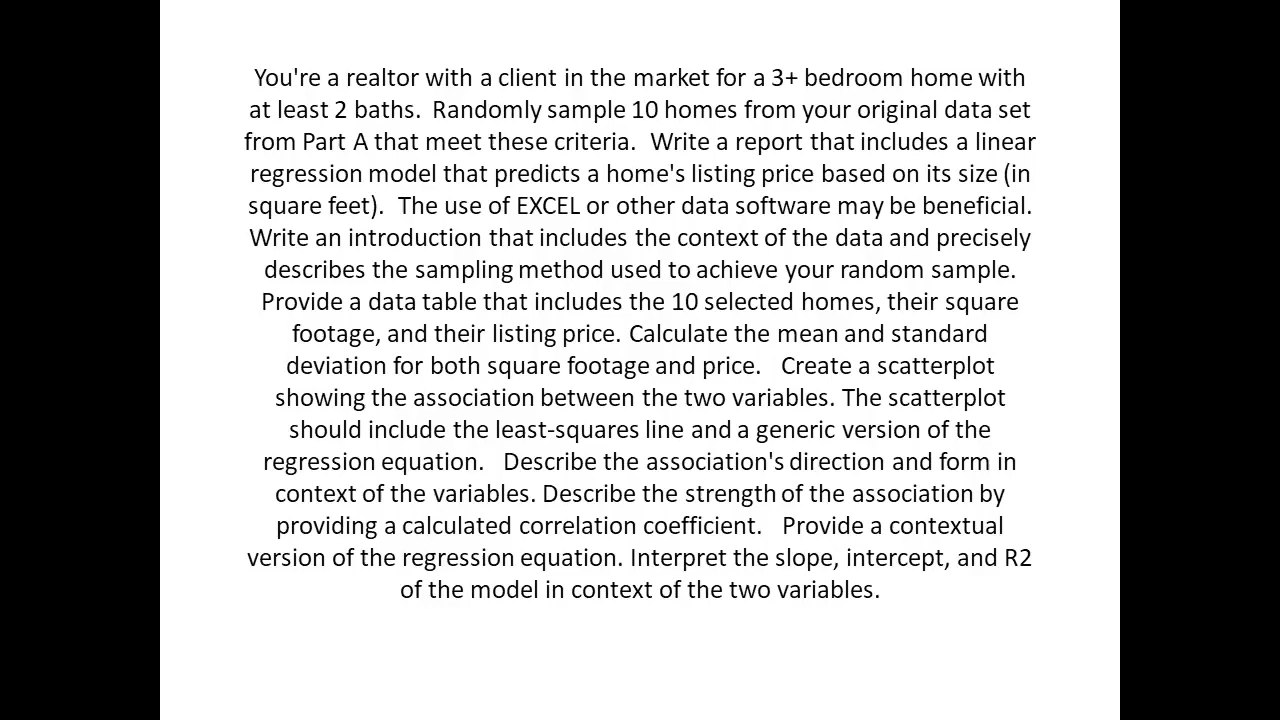 You're a realtor with a client in the market for a 3+ bedroom home with
at least 2 baths.  Randomly sample 10 homes from your original data set
from Part A that meet these criteria.  Write a report that includes a linear
regression model that predicts a home's listing price based on its size (in
square feet).  The use of EXCEL or other data software may be beneficial.
Write an introduction that includes the context of the data and precisely
describes the sampling method used to achieve your random sample.
Provide a data table that includes the 10 selected homes, their square
footage, and their listing price. Calculate the mean and standard
deviation for both square footage and price.   Create a scatterplot
showing the association between the two variables. The scatterplot
should include the least-squares line and a generic version of the
regression equation.   Describe the association's direction and form in
context of the variables. Describe the strength of the association by
providing a calculated correlation coefficient.   Provide a contextual
version of the regression equation. Interpret the slope, intercept, and R2
of the model in context of the two variables.